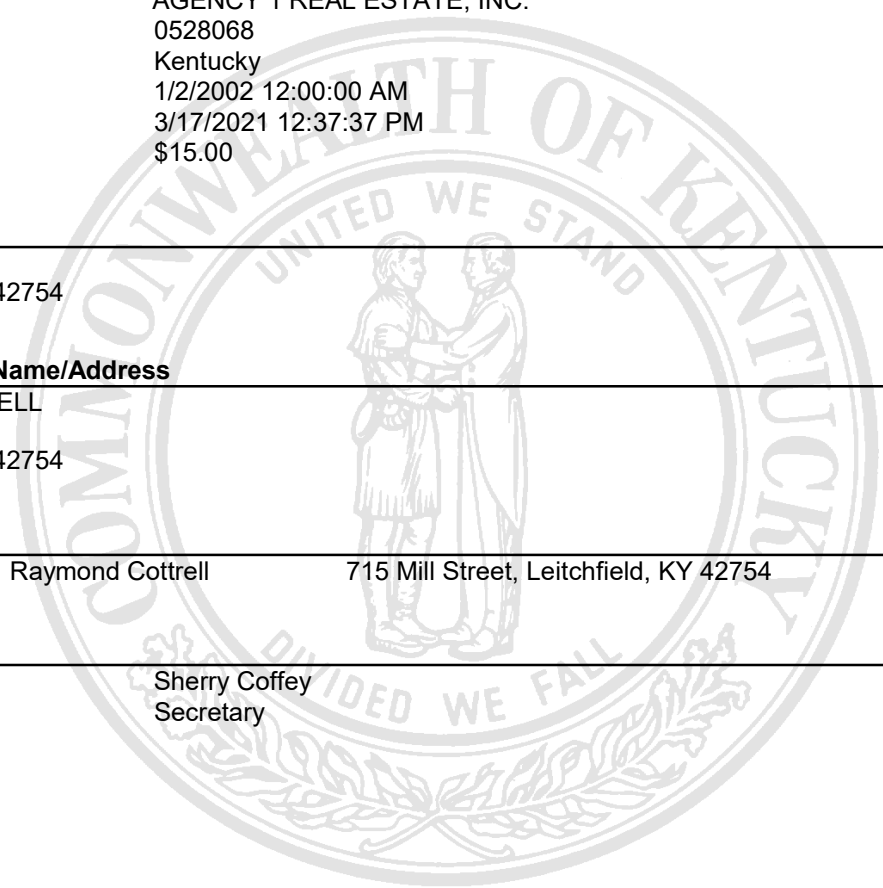 AGENCY 1 REAL ESTATE, INC.
0528068
Kentucky
1/2/2002 12:00:00 AM
3/17/2021 12:37:37 PM
$15.00
42754
Name/Address
ELL
42754
Raymond Cottrell 715 Mill Street, Leitchfield, KY 42754
Sherry Coffey
Secretary
COMMONWEALTH OF KENTUCKY
UNITED WE STAND
DIVIDED WE FALL